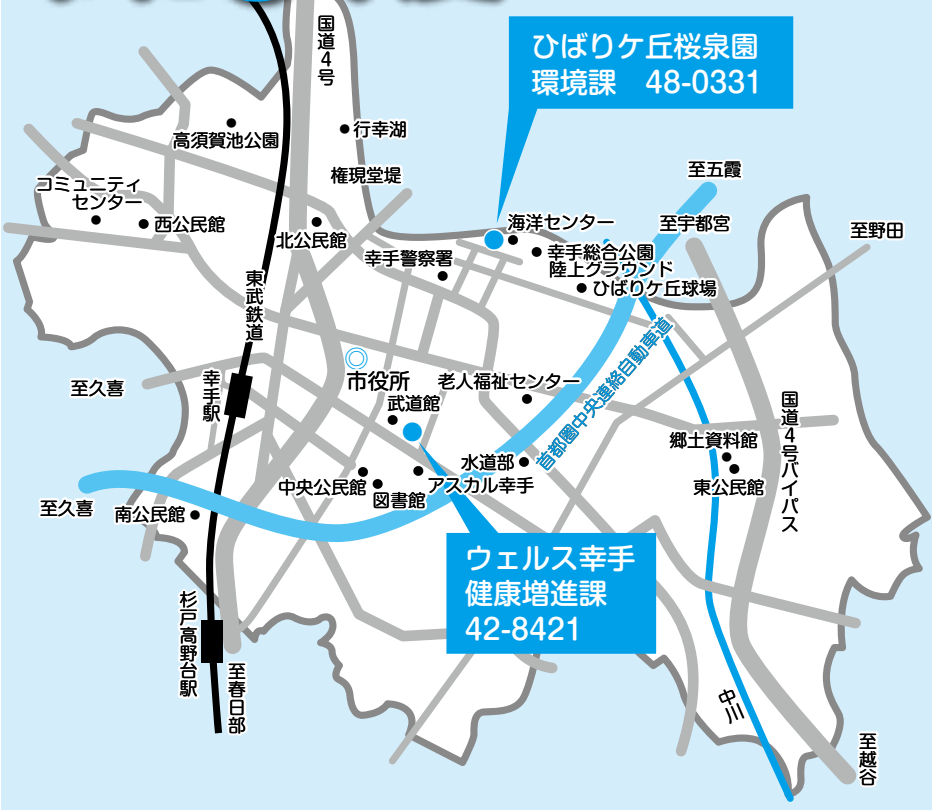 国道4号
ひばりケ丘桜泉園
環境課　48-0331
高須賀池公園
行幸湖
権現堂堤
至五霞
コミュニティ
センター
西公民館
北公民館
海洋センター
至宇都宮
至野田
幸手警察署
幸手総合公園
陸上グラウンド
ひばりケ丘球場
東武鉄道
首都圏中央連絡自動車道
市役所
老人福祉センター
至久喜
幸手駅
武道館
国道4号バイパス
郷土資料館
水道部
東公民館
中央公民館
図書館
アスカル幸手
至久喜
南公民館
ウェルス幸手
健康増進課
42-8421
杉戸高野台駅
至春日部
中川
至越谷